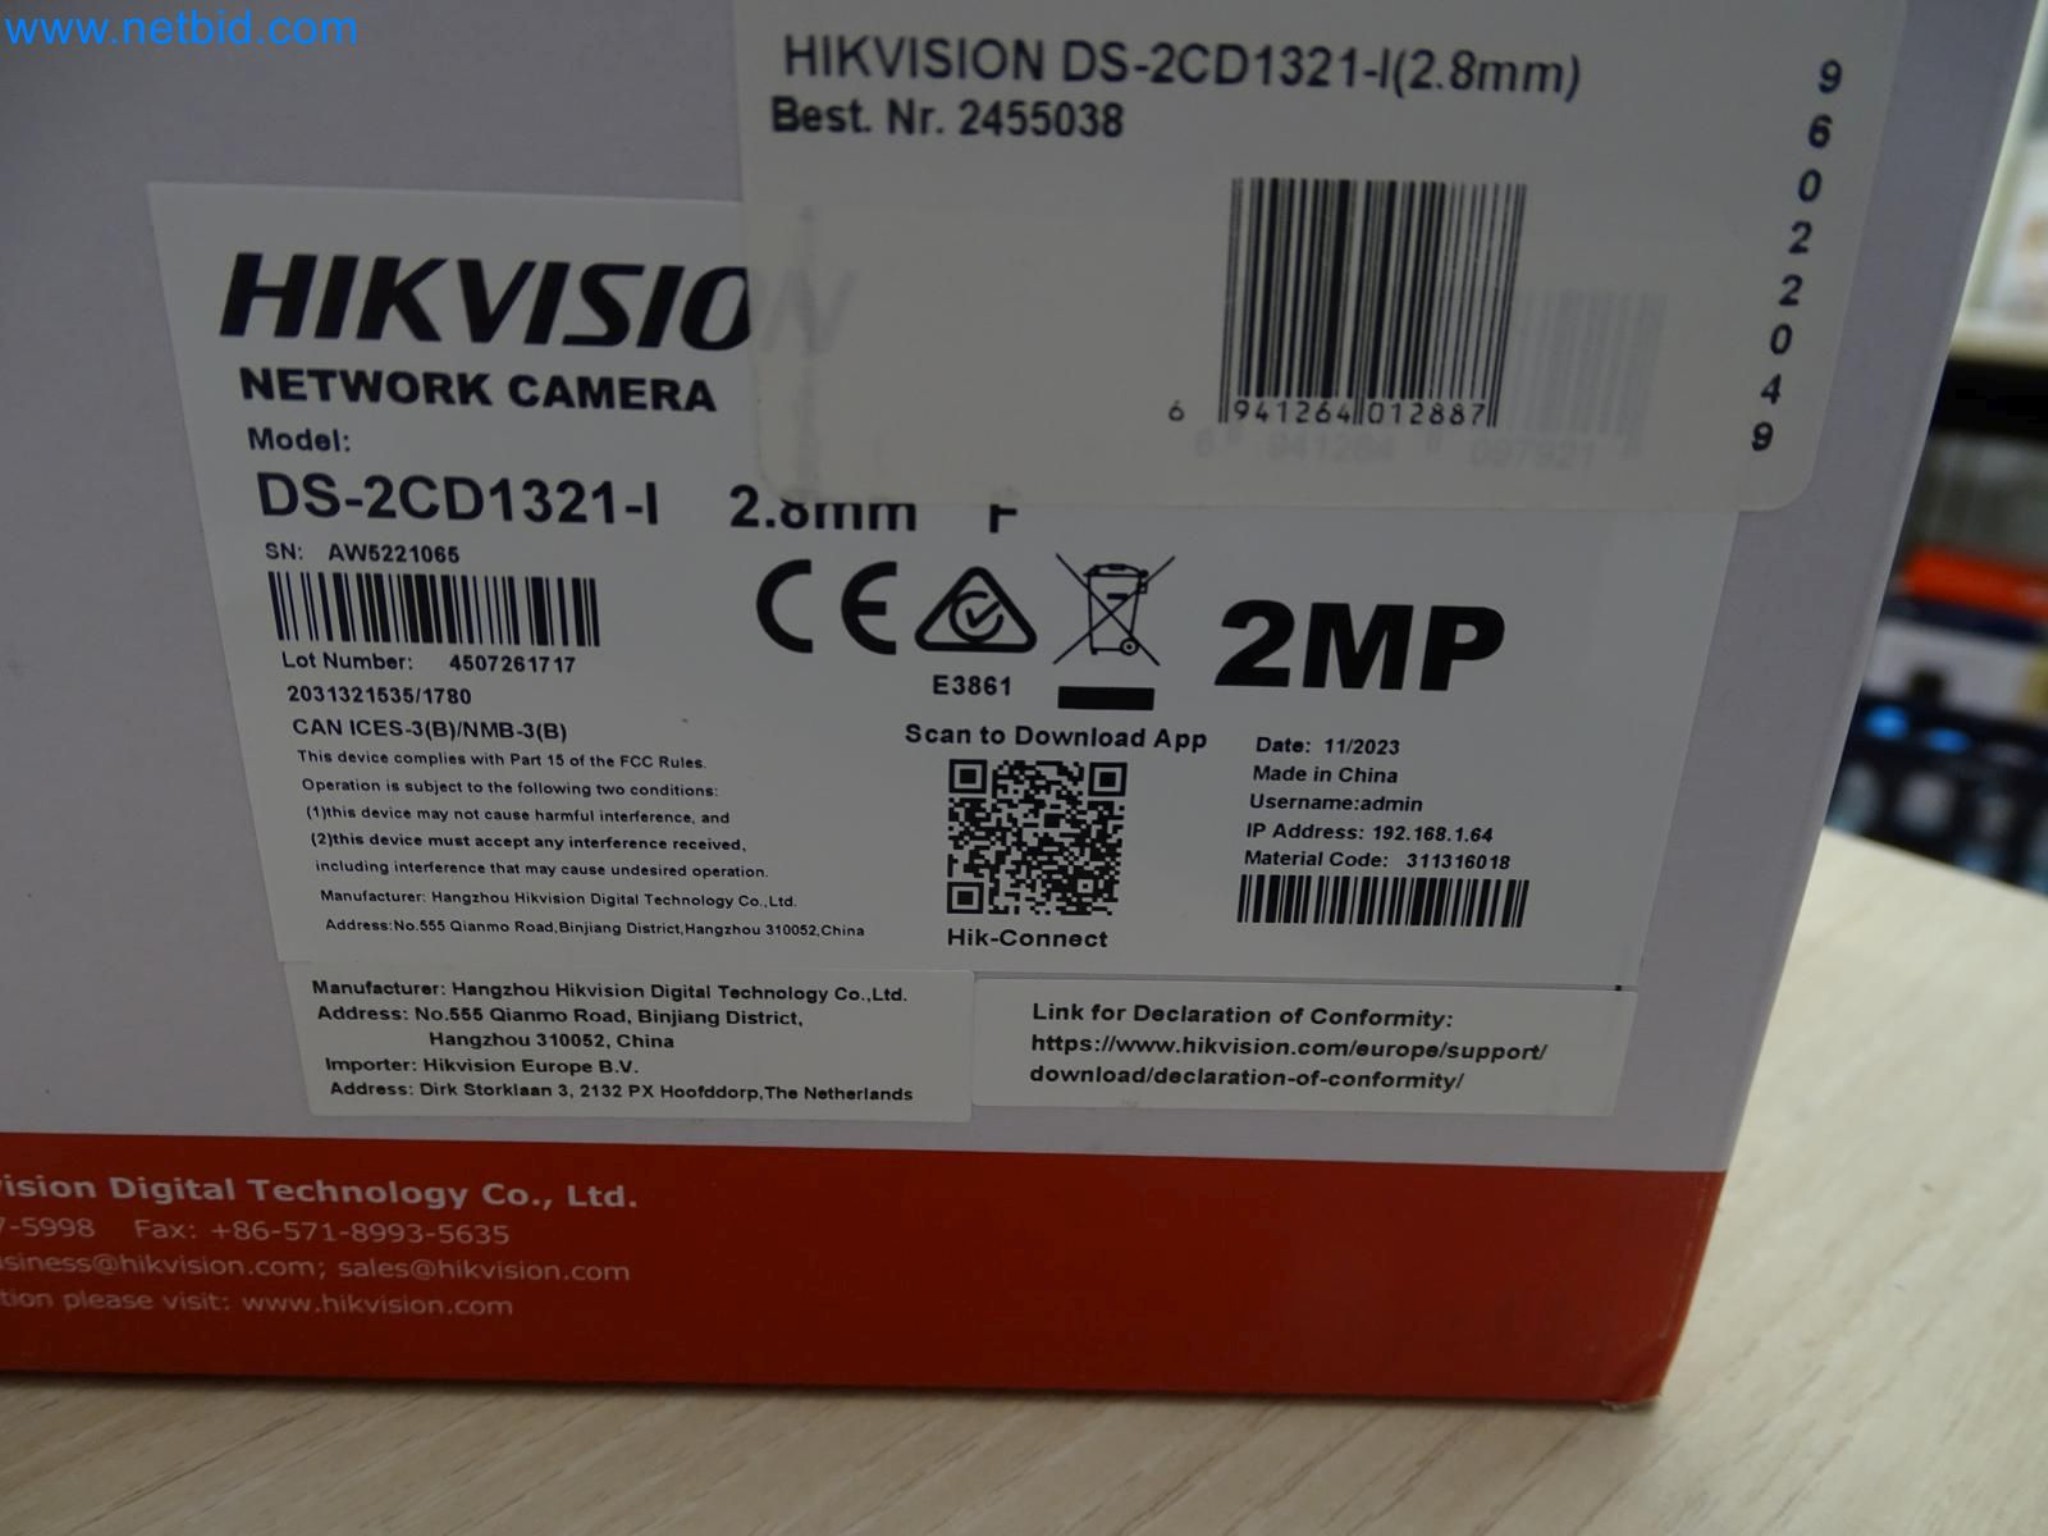 www.netbid.com
HIKVISION DS-2CD1321-I(2.8mm)
Best. Nr. 2455038
96022049
6 941264 012887
HIKVISION
NETWORK CAMERA
Model:
DS-2CD1321-I 2.8mm F
SN: AW5221065
Lot Number: 4507261717
2031321535/1780
CAN ICES-3(B)/NMB-3(B)
This device complies with Part 15 of the FCC Rules.
Operation is subject to the following two conditions:
(1)this device may not cause harmful interference, and
(2)this device must accept any interference received,
including interference that may cause undesired operation.
Manufacturer: Hangzhou Hikvision Digital Technology Co.,Ltd.
Address:No.555 Qianmo Road,Binjiang District,Hangzhou 310052,China
CE
E3861
2MP
Scan to Download App
Hik-Connect
Date: 11/2023
Made in China
Username:admin
IP Address: 192.168.1.64
Material Code: 311316018
Manufacturer: Hangzhou Hikvision Digital Technology Co.,Ltd.
Address: No.555 Qianmo Road, Binjiang District,
Hangzhou 310052, China
Importer: Hikvision Europe B.V.
Address: Dirk Storklaan 3, 2132 PX Hoofddorp,The Netherlands
Link for Declaration of Conformity:
https://www.hikvision.com/europe/support/
download/declaration-of-conformity/
ision Digital Technology Co., Ltd.
7-5998 Fax: +86-571-8993-5635
siness@hikvision.com; sales@hikvision.com
tion please visit: www.hikvision.com